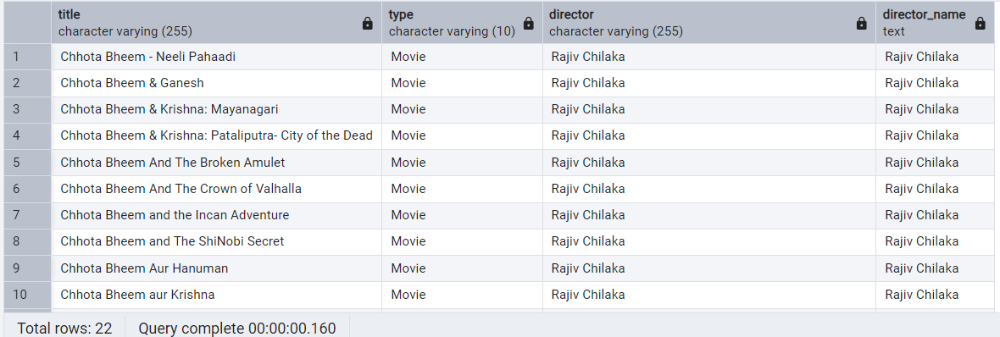 title type director director_name
character varying (255) character varying (10) character varying (255) text
1 Chhota Bheem - Neeli Pahaadi Movie Rajiv Chilaka Rajiv Chilaka
2 Chhota Bheem & Ganesh Movie Rajiv Chilaka Rajiv Chilaka
3 Chhota Bheem & Krishna: Mayanagari Movie Rajiv Chilaka Rajiv Chilaka
4 Chhota Bheem & Krishna: Pataliputra- City of the Dead Movie Rajiv Chilaka Rajiv Chilaka
5 Chhota Bheem And The Broken Amulet Movie Rajiv Chilaka Rajiv Chilaka
6 Chhota Bheem And The Crown of Valhalla Movie Rajiv Chilaka Rajiv Chilaka
7 Chhota Bheem and the Incan Adventure Movie Rajiv Chilaka Rajiv Chilaka
8 Chhota Bheem and The ShiNobi Secret Movie Rajiv Chilaka Rajiv Chilaka
9 Chhota Bheem Aur Hanuman Movie Rajiv Chilaka Rajiv Chilaka
10 Chhota Bheem aur Krishna Movie Rajiv Chilaka Rajiv Chilaka
Total rows: 22 Query complete 00:00:00.160